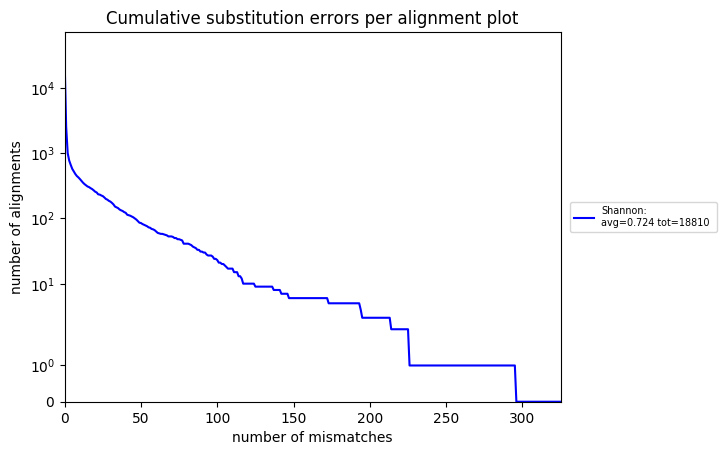 Cumulative substitution errors per alignment plot
number of alignments
10^4
10^3
10^2
10^1
10^0
0
0 50 100 150 200 250 300
number of mismatches
Shannon:
avg=0.724 tot=18810